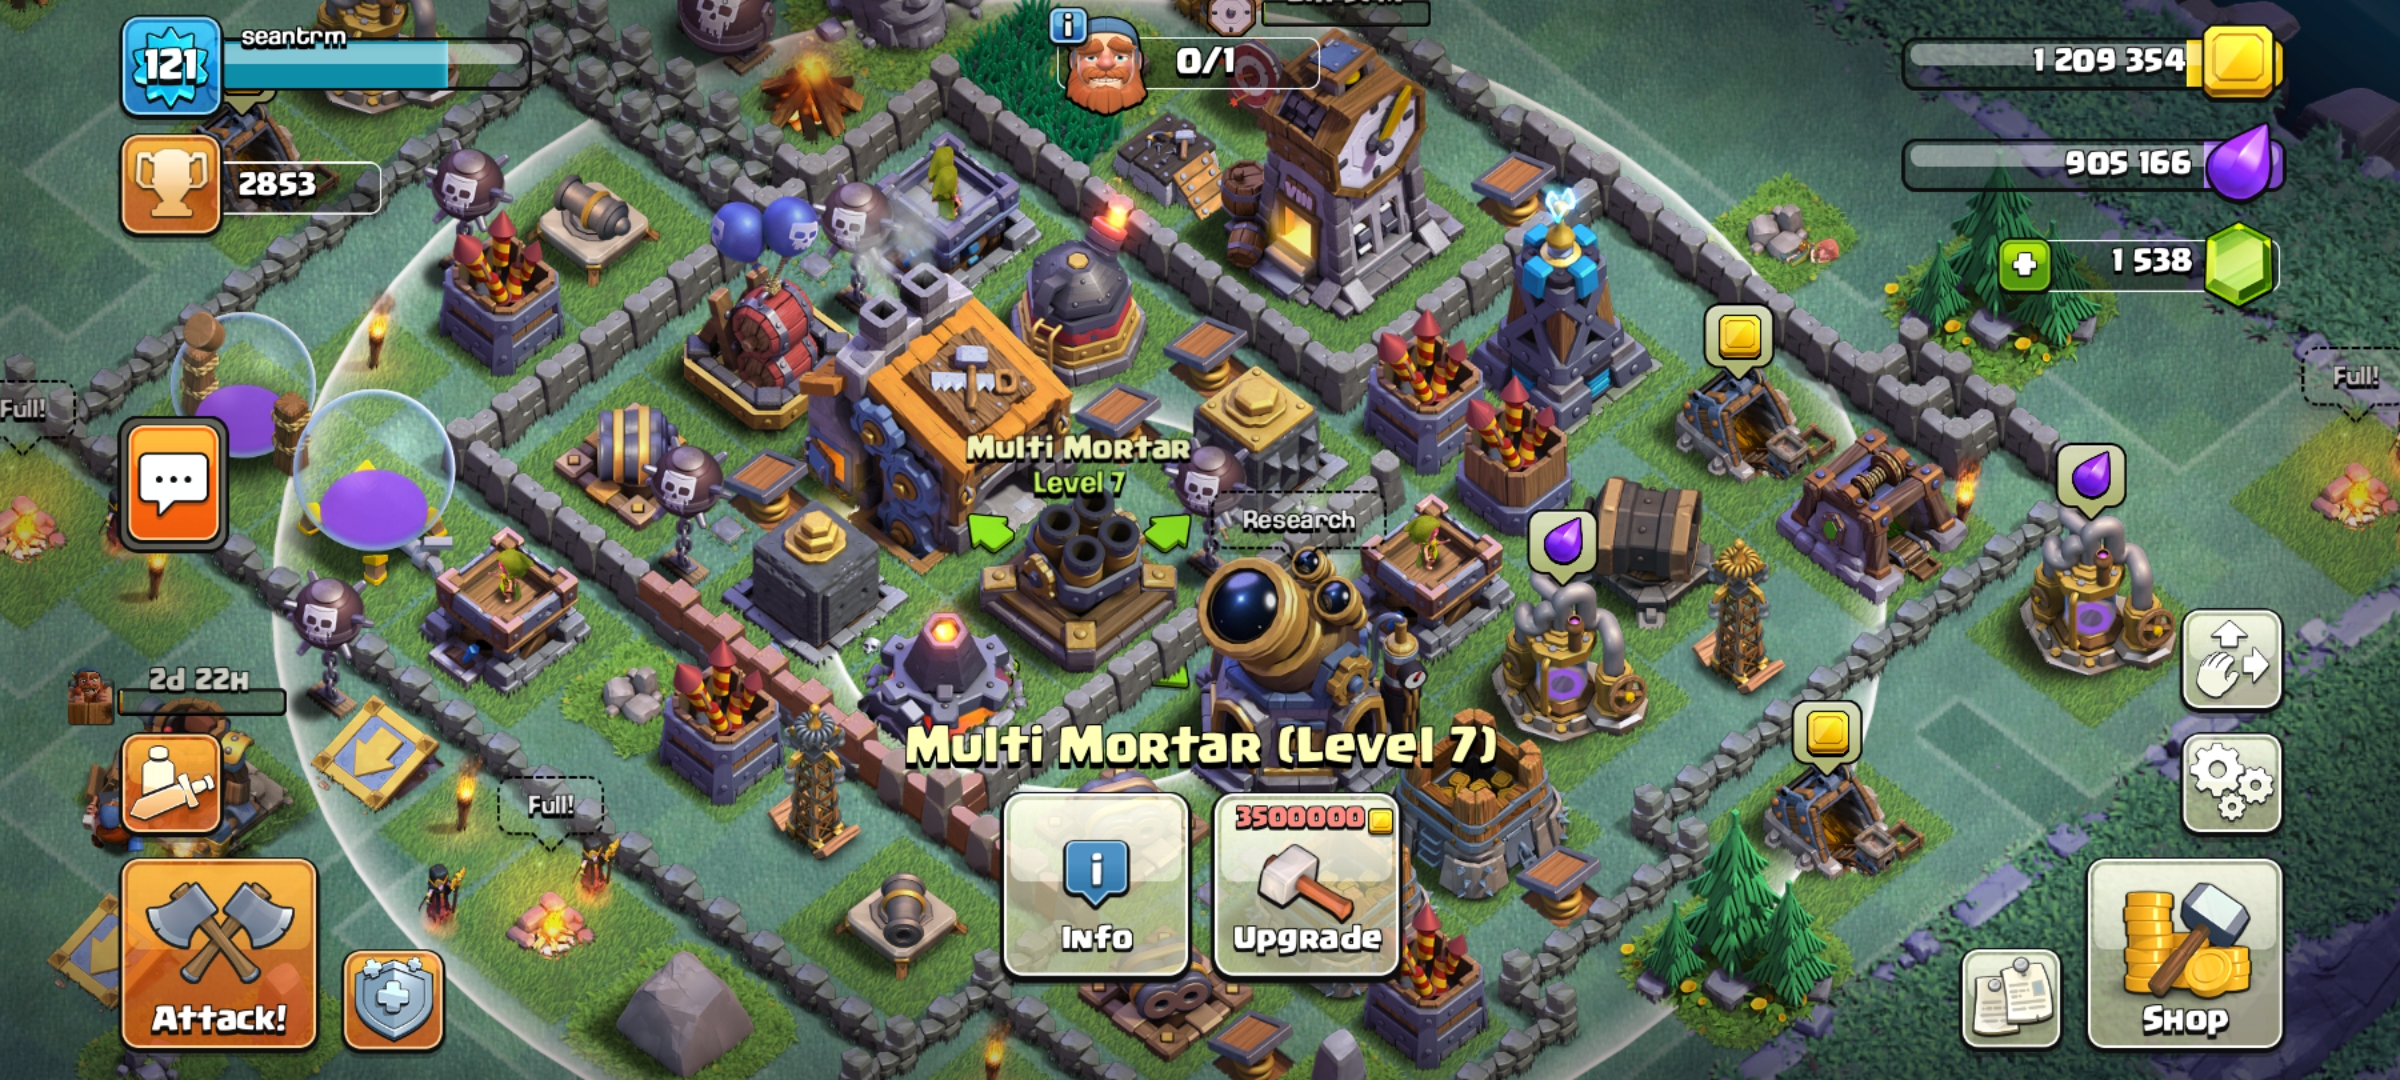 121
seantrm
0/1
1 209 354
2853
905 166
1 538
Full!
Full!
Multi Mortar
Level 7
Research
2d 22H
Multi Mortar (Level 7)
Full!
3500000
Info
Upgrade
Attack!
Shop